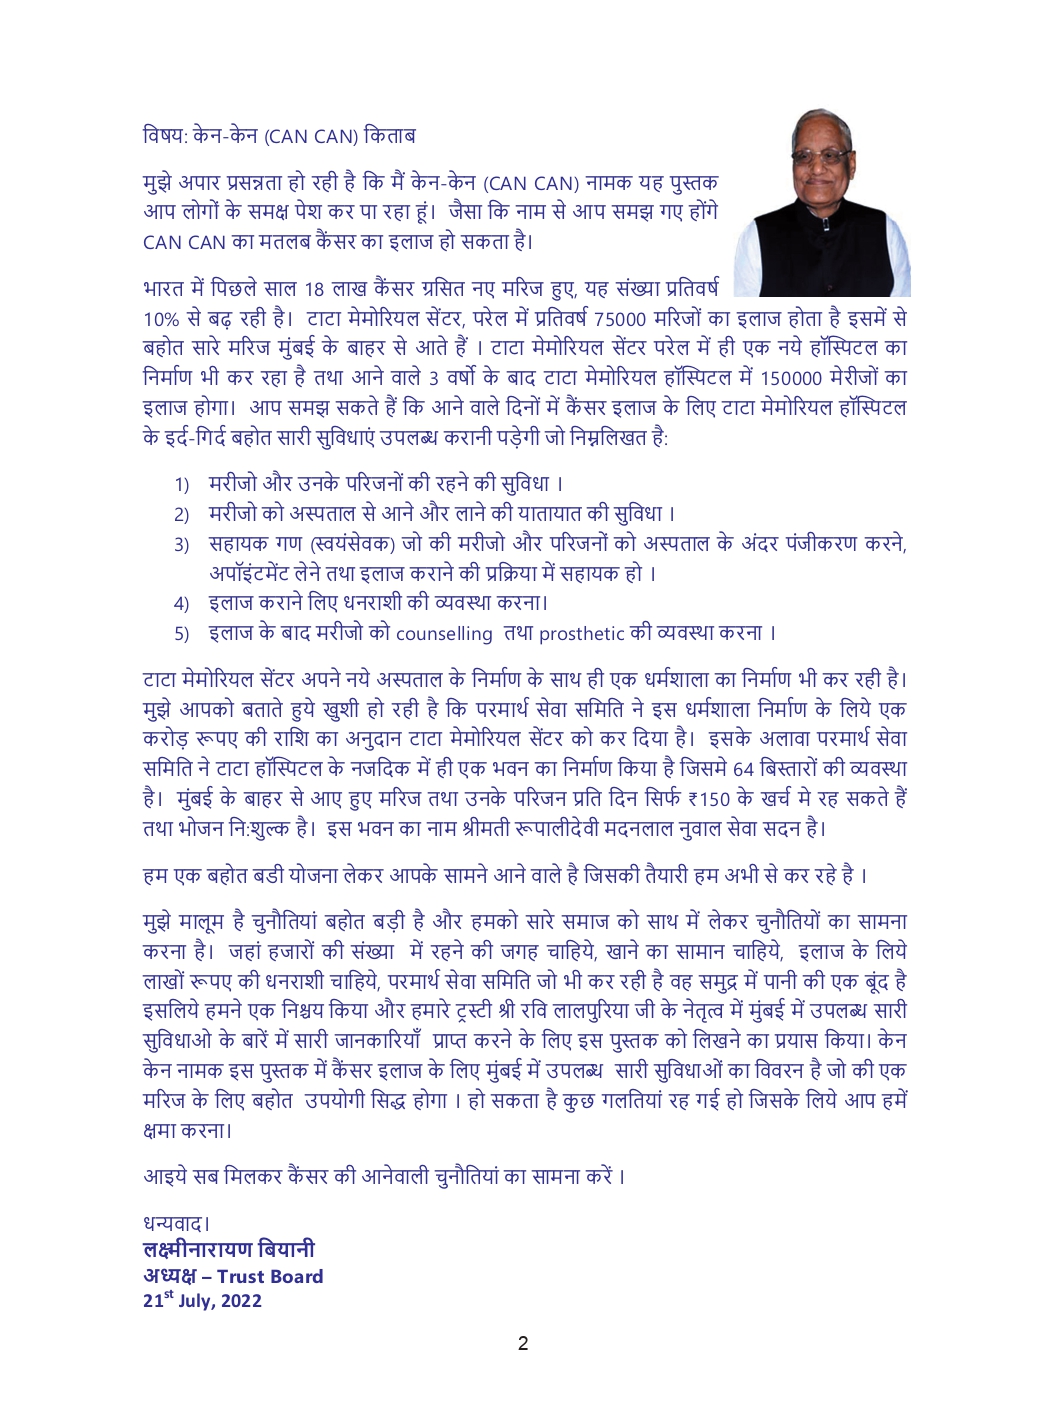 विषय: केन-केन (CAN CAN) किताब
मुझे अपार प्रसन्नता हो रही है कि मैं केन-केन (CAN CAN) नामक यह पुस्तक
आप लोगों के समक्ष पेश कर पा रहा हूं। जैसा कि नाम से आप समझ गए होंगे
CAN CAN का मतलब कैंसर का इलाज हो सकता है।
भारत में पिछले साल 18 लाख कैंसर ग्रसित नए मरिज हुए, यह संख्या प्रतिवर्ष
10% से बढ़ रही है। टाटा मेमोरियल सेंटर, परेल में प्रतिवर्ष 75000 मरिजों का इलाज होता है इसमें से
बहोत सारे मरिज मुंबई के बाहर से आते हैं । टाटा मेमोरियल सेंटर परेल में ही एक नये हॉस्पिटल का
निर्माण भी कर रहा है तथा आने वाले 3 वर्षो के बाद टाटा मेमोरियल हॉस्पिटल में 150000 मेरीजों का
इलाज होगा। आप समझ सकते हैं कि आने वाले दिनों में कैंसर इलाज के लिए टाटा मेमोरियल हॉस्पिटल
के इर्द-गिर्द बहोत सारी सुविधाएं उपलब्ध करानी पड़ेगी जो निम्नलिखत है:
1) मरीजो और उनके परिजनों की रहने की सुविधा ।
2) मरीजो को अस्पताल से आने और लाने की यातायात की सुविधा ।
3) सहायक गण (स्वयंसेवक) जो की मरीजो और परिजनों को अस्पताल के अंदर पंजीकरण करने,
अपॉइंटमेंट लेने तथा इलाज कराने की प्रक्रिया में सहायक हो ।
4) इलाज कराने लिए धनराशी की व्यवस्था करना।
5) इलाज के बाद मरीजो को counselling तथा prosthetic की व्यवस्था करना ।
टाटा मेमोरियल सेंटर अपने नये अस्पताल के निर्माण के साथ ही एक धर्मशाला का निर्माण भी कर रही है।
मुझे आपको बताते हुये खुशी हो रही है कि परमार्थ सेवा समिति ने इस धर्मशाला निर्माण के लिये एक
करोड़ रूपए की राशि का अनुदान टाटा मेमोरियल सेंटर को कर दिया है। इसके अलावा परमार्थ सेवा
समिति ने टाटा हॉस्पिटल के नजदिक में ही एक भवन का निर्माण किया है जिसमे 64 बिस्तारों की व्यवस्था
है। मुंबई के बाहर से आए हुए मरिज तथा उनके परिजन प्रति दिन सिर्फ ₹150 के खर्च मे रह सकते हैं
तथा भोजन नि:शुल्क है। इस भवन का नाम श्रीमती रूपालीदेवी मदनलाल नुवाल सेवा सदन है।
हम एक बहोत बडी योजना लेकर आपके सामने आने वाले है जिसकी तैयारी हम अभी से कर रहे है ।
मुझे मालूम है चुनौतियां बहोत बड़ी है और हमको सारे समाज को साथ में लेकर चुनौतियों का सामना
करना है। जहां हजारों की संख्या में रहने की जगह चाहिये, खाने का सामान चाहिये, इलाज के लिये
लाखों रूपए की धनराशी चाहिये, परमार्थ सेवा समिति जो भी कर रही है वह समुद्र में पानी की एक बूंद है
इसलिये हमने एक निश्चय किया और हमारे ट्रस्टी श्री रवि लालपुरिया जी के नेतृत्व में मुंबई में उपलब्ध सारी
सुविधाओ के बारें में सारी जानकारियाँ प्राप्त करने के लिए इस पुस्तक को लिखने का प्रयास किया। केन
केन नामक इस पुस्तक में कैंसर इलाज के लिए मुंबई में उपलब्ध सारी सुविधाओं का विवरन है जो की एक
मरिज के लिए बहोत उपयोगी सिद्ध होगा । हो सकता है कुछ गलतियां रह गई हो जिसके लिये आप हमें
क्षमा करना।
आइये सब मिलकर कैंसर की आनेवाली चुनौतियां का सामना करें ।
धन्यवाद।
लक्ष्मीनारायण बियानी
अध्यक्ष – Trust Board
21st July, 2022
2